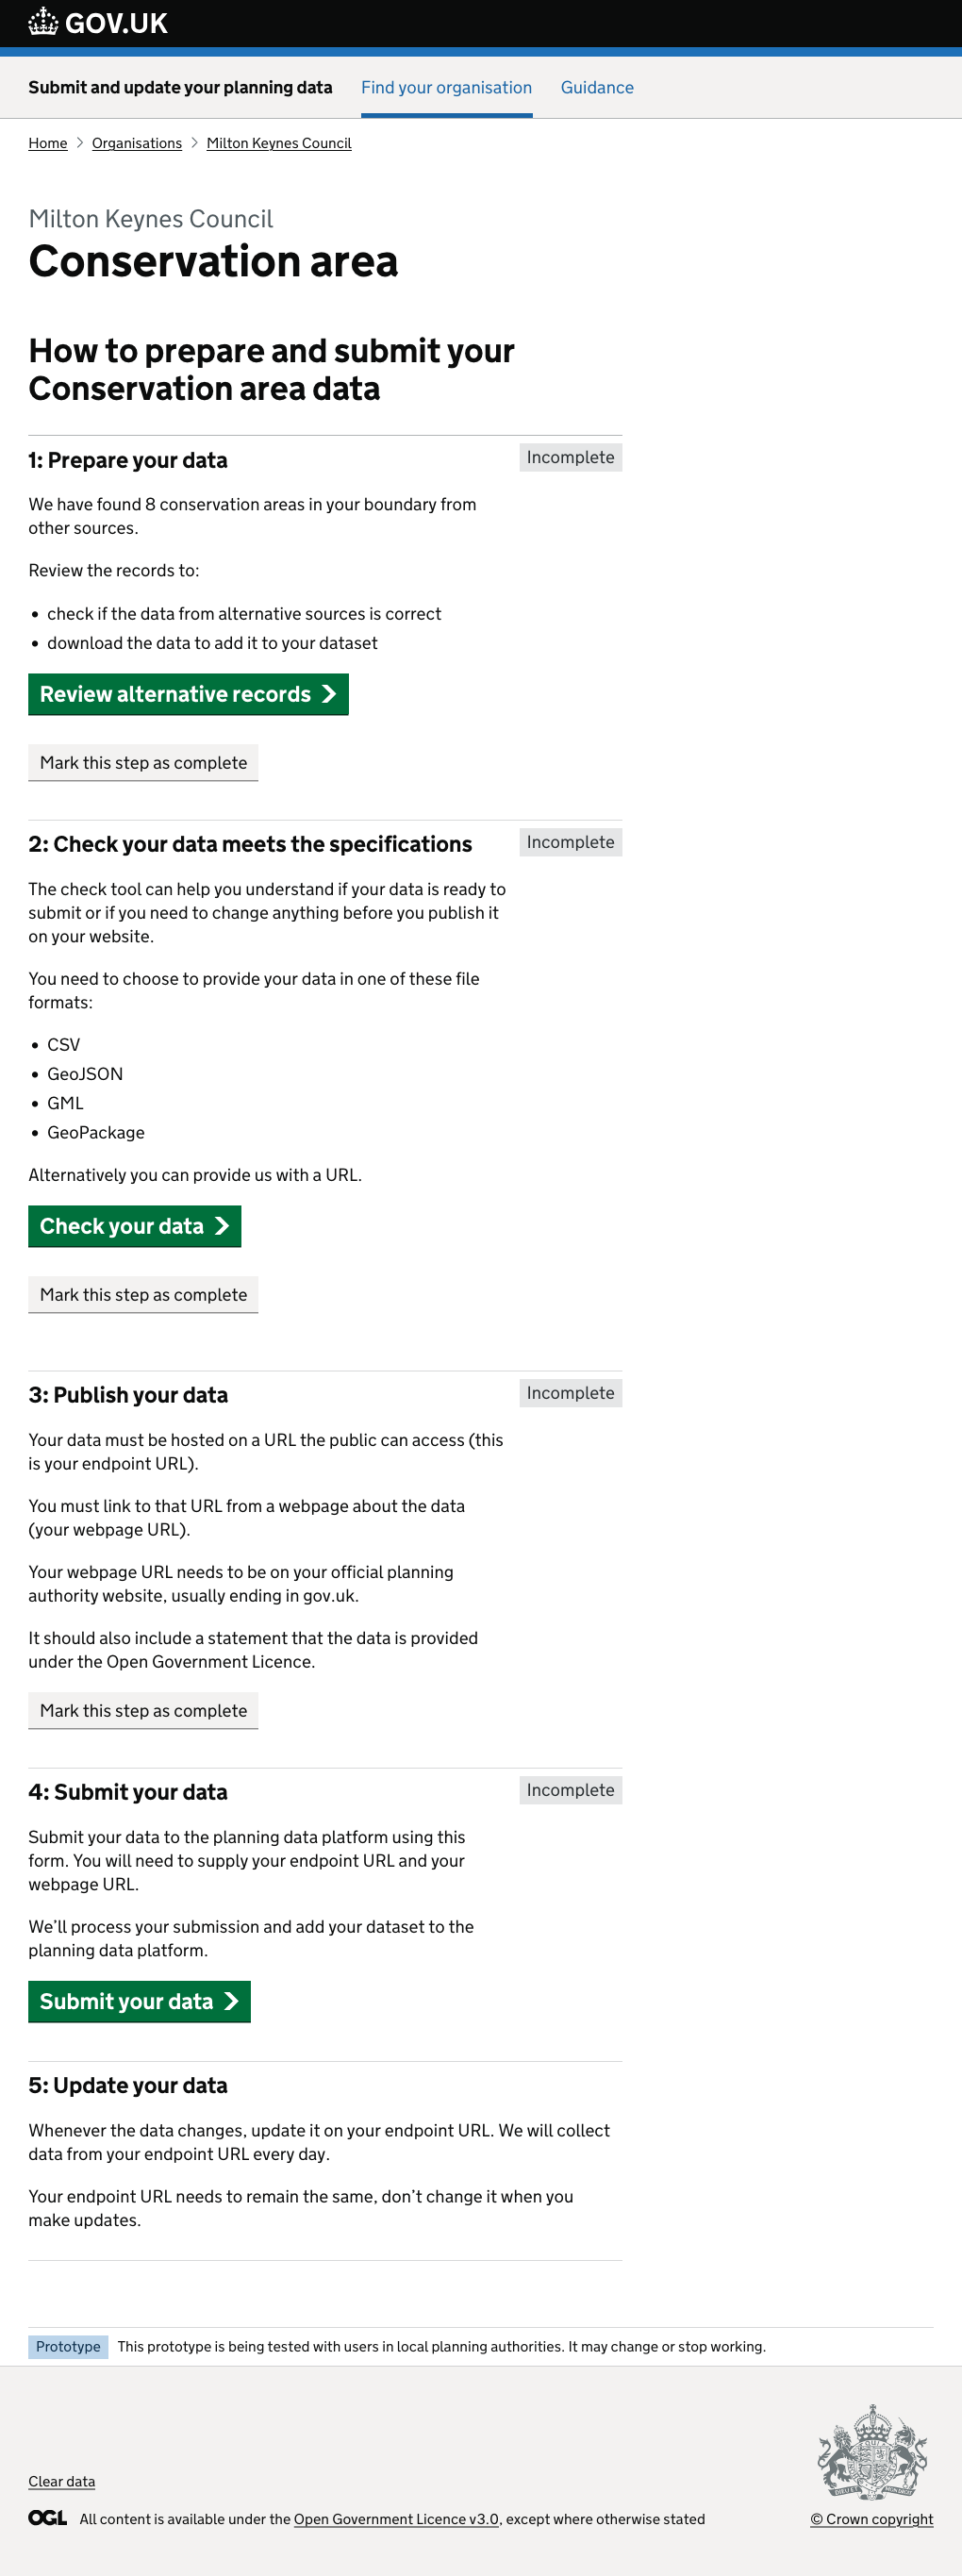 GOV.UK
Submit and update your planning data Find your organisation Guidance
Home Organisations Milton Keynes Council
Milton Keynes Council
Conservation area
How to prepare and submit your
Conservation area data
1: Prepare your data Incomplete
We have found 8 conservation areas in your boundary from
other sources.
Review the records to:
• check if the data from alternative sources is correct
• download the data to add it to your dataset
Review alternative records
Mark this step as complete
2: Check your data meets the specifications Incomplete
The check tool can help you understand if your data is ready to
submit or if you need to change anything before you publish it
on your website.
You need to choose to provide your data in one of these file
formats:
• CSV
• GeoJSON
• GML
• GeoPackage
Alternatively you can provide us with a URL.
Check your data
Mark this step as complete
3: Publish your data Incomplete
Your data must be hosted on a URL the public can access (this
is your endpoint URL).
You must link to that URL from a webpage about the data
(your webpage URL).
Your webpage URL needs to be on your official planning
authority website, usually ending in gov.uk.
It should also include a statement that the data is provided
under the Open Government Licence.
Mark this step as complete
4: Submit your data Incomplete
Submit your data to the planning data platform using this
form. You will need to supply your endpoint URL and your
webpage URL.
We’ll process your submission and add your dataset to the
planning data platform.
Submit your data
5: Update your data
Whenever the data changes, update it on your endpoint URL. We will collect
data from your endpoint URL every day.
Your endpoint URL needs to remain the same, don’t change it when you
make updates.
Prototype This prototype is being tested with users in local planning authorities. It may change or stop working.
Clear data
OGL All content is available under the Open Government Licence v3.0, except where otherwise stated
© Crown copyright